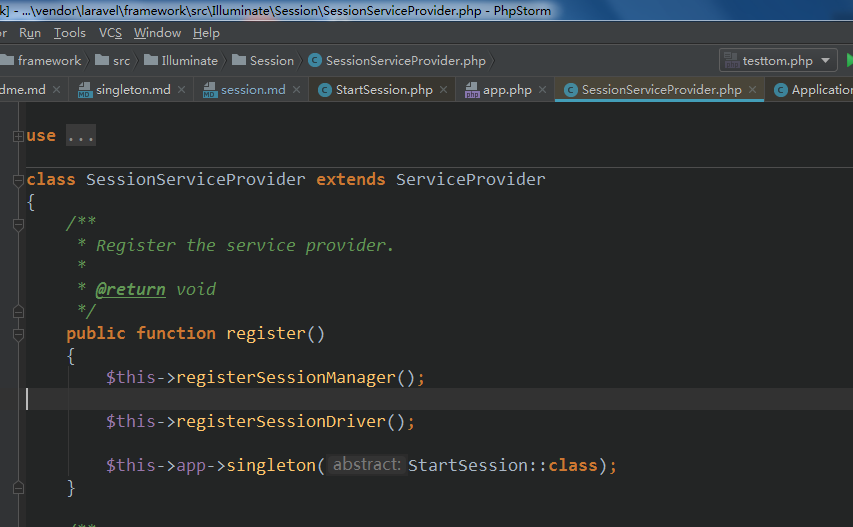 k] - ...\vendor\laravel\framework\src\Illuminate\Session\SessionServiceProvider.php - PhpStorm
or Run Tools VCS Window Help
framework src Illuminate Session SessionServiceProvider.php testtom.php
dme.md singleton.md session.md StartSession.php app.php SessionServiceProvider.php Application
use ...
class SessionServiceProvider extends ServiceProvider
{
/**
* Register the service provider.
*
* @return void
*/
public function register()
{
$this->registerSessionManager();
$this->registerSessionDriver();
$this->app->singleton( abstract: StartSession::class);
}
/**